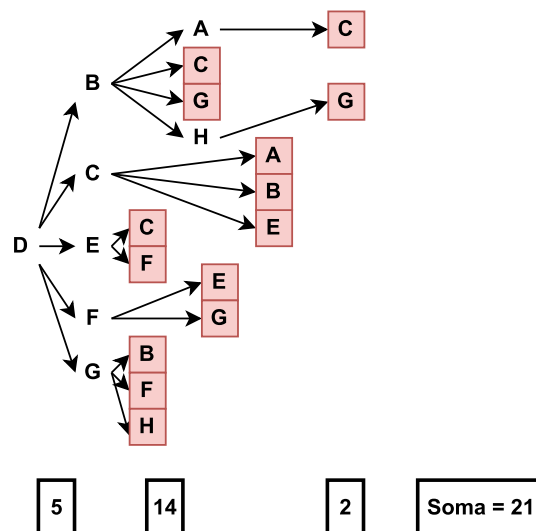 A C
C
B G
H G
A
C B
E
C
D E F
E
F G
B
G F
H
5 14 2 Soma = 21